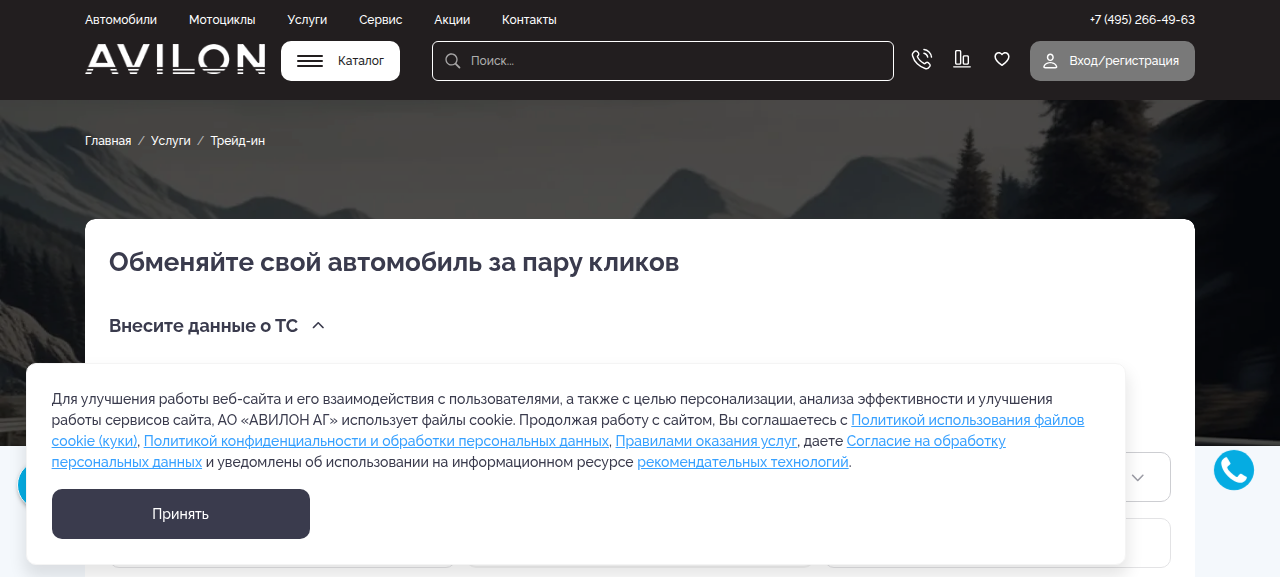 Автомобили Мотоциклы Услуги Сервис Акции Контакты +7 (495) 266-49-63
AVILON Каталог Поиск... Вход/регистрация
Главная / Услуги / Трейд-ин
Обменяйте свой автомобиль за пару кликов
Внесите данные о ТС
Для улучшения работы веб-сайта и его взаимодействия с пользователями, а также с целью персонализации, анализа эффективности и улучшения
работы сервисов сайта, АО «АВИЛОН АГ» использует файлы cookie. Продолжая работу с сайтом, Вы соглашаетесь с Политикой использования файлов
cookie (куки), Политикой конфиденциальности и обработки персональных данных, Правилами оказания услуг, даете Согласие на обработку
персональных данных и уведомлены об использовании на информационном ресурсе рекомендательных технологий.
Принять